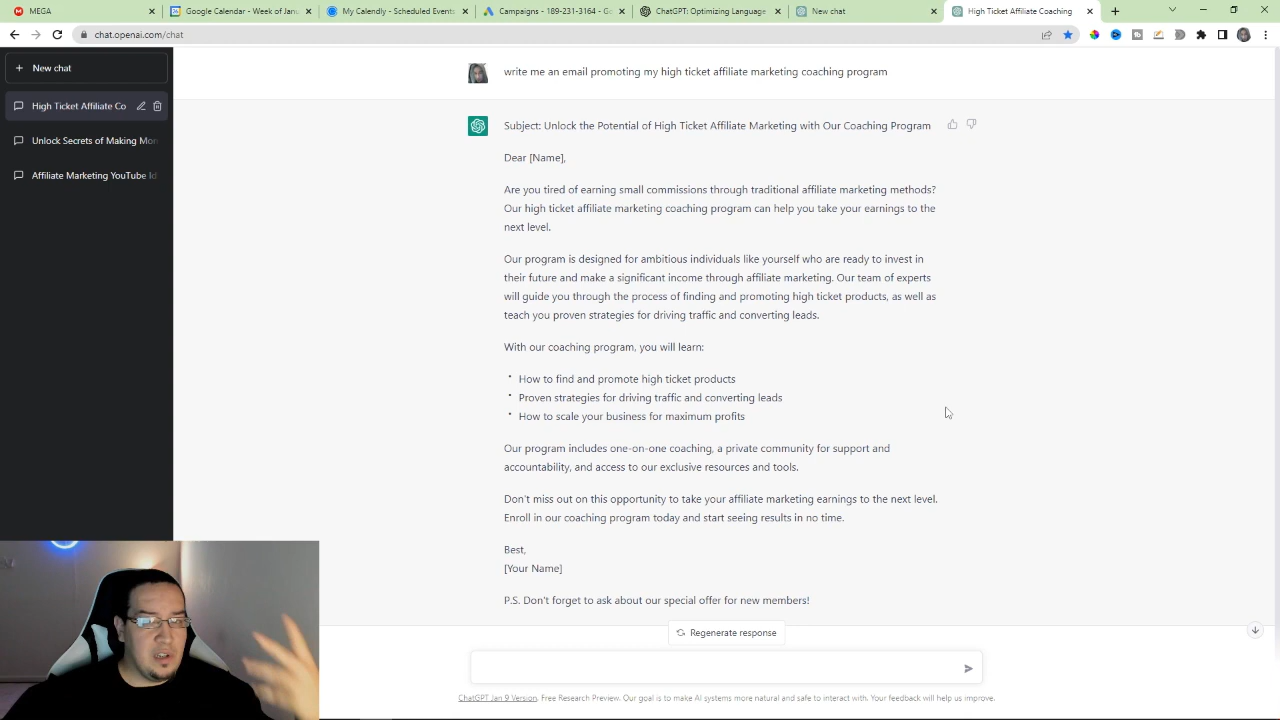 MEGA
Google Calendar - Week of Janu
My Calendly - Scheduled Events
Campaigns - 189-231-3164 - G
ChatGPT: Optimizing Language
New chat
High Ticket Affiliate Coaching
chat.openai.com/chat
New chat
High Ticket Affiliate Co
Unlock Secrets of Making Mon
Affiliate Marketing YouTube Id
write me an email promoting my high ticket affiliate marketing coaching program
Subject: Unlock the Potential of High Ticket Affiliate Marketing with Our Coaching Program
Dear [Name],
Are you tired of earning small commissions through traditional affiliate marketing methods?
Our high ticket affiliate marketing coaching program can help you take your earnings to the
next level.
Our program is designed for ambitious individuals like yourself who are ready to invest in
their future and make a significant income through affiliate marketing. Our team of experts
will guide you through the process of finding and promoting high ticket products, as well as
teach you proven strategies for driving traffic and converting leads.
With our coaching program, you will learn:
• How to find and promote high ticket products
• Proven strategies for driving traffic and converting leads
• How to scale your business for maximum profits
Our program includes one-on-one coaching, a private community for support and
accountability, and access to our exclusive resources and tools.
Don't miss out on this opportunity to take your affiliate marketing earnings to the next level.
Enroll in our coaching program today and start seeing results in no time.
Best,
[Your Name]
P.S. Don't forget to ask about our special offer for new members!
Regenerate response
ChatGPT Jan 9 Version. Free Research Preview. Our goal is to make AI systems more natural and safe to interact with. Your feedback will help us improve.